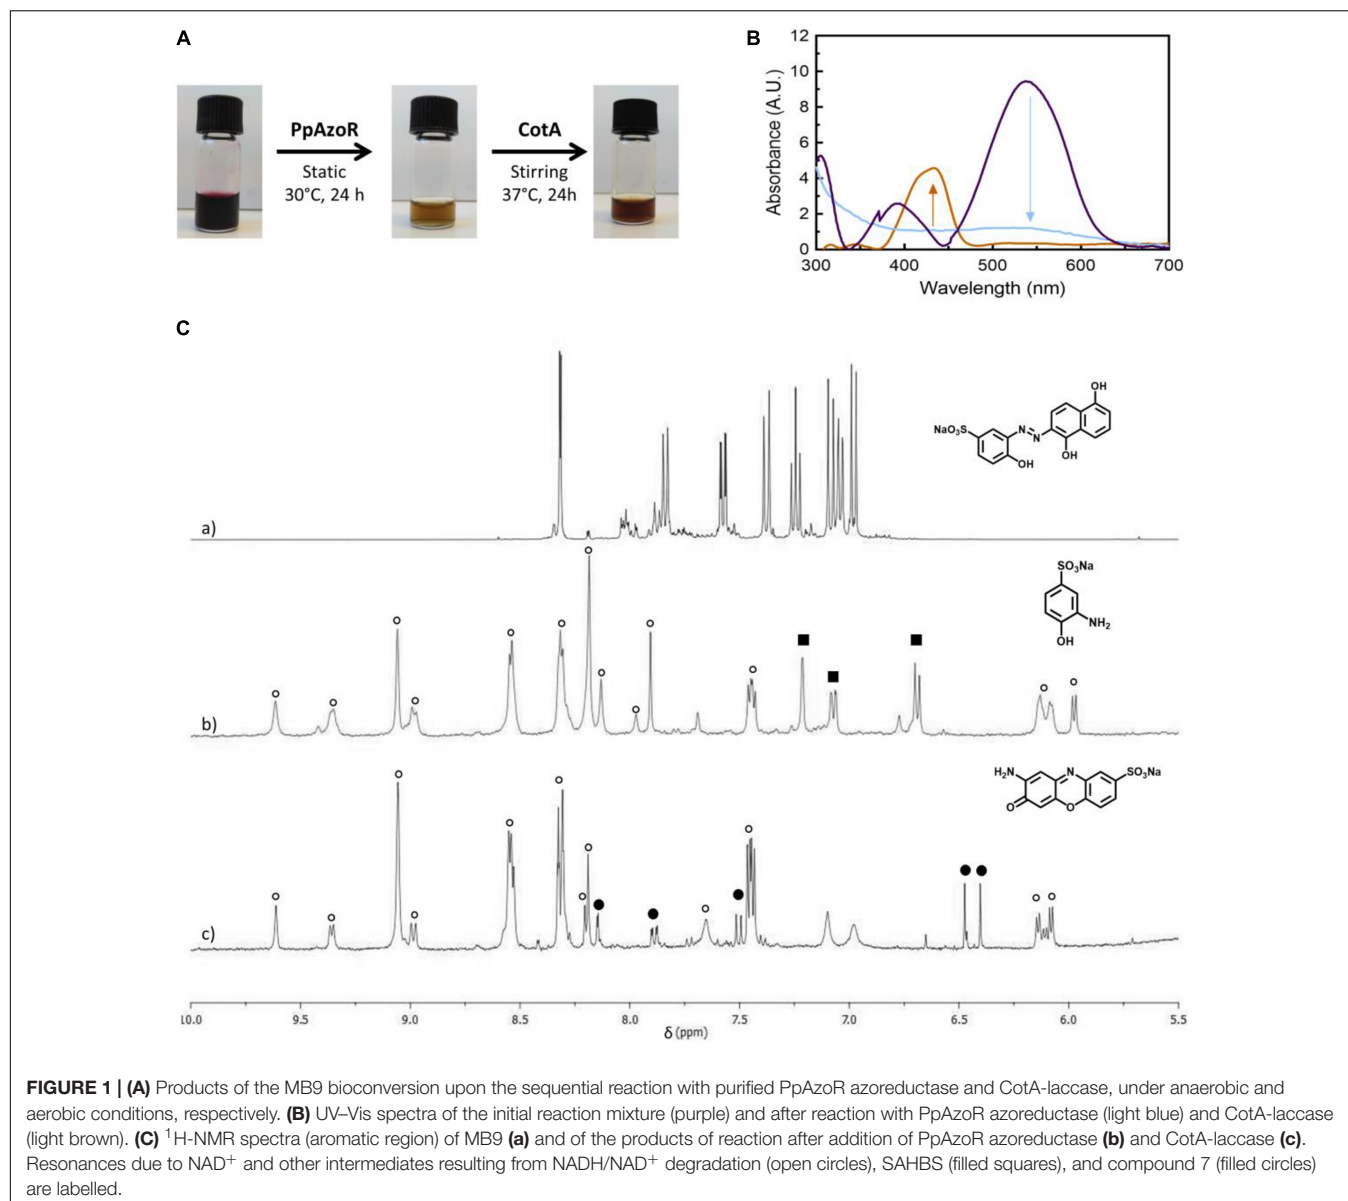 A
PpAzoR
Static
30°C, 24 h
CotA
Stirring
37°C, 24h
B
Absorbance (A.U.)
12
10
8
6
4
2
0
300 400 500 600 700
Wavelength (nm)
C
OH
NaO₃S
N
N
OH
OH
a)
SO₃Na
NH₂
OH
b)
H₂N
N
SO₃Na
O
O
c)
10.0 9.5 9.0 8.5 8.0 7.5 7.0 6.5 6.0 5.5
δ (ppm)
FIGURE 1 | (A) Products of the MB9 bioconversion upon the sequential reaction with purified PpAzoR azoreductase and CotA-laccase, under anaerobic and
aerobic conditions, respectively. (B) UV–Vis spectra of the initial reaction mixture (purple) and after reaction with PpAzoR azoreductase (light blue) and CotA-laccase
(light brown). (C) ¹H-NMR spectra (aromatic region) of MB9 (a) and of the products of reaction after addition of PpAzoR azoreductase (b) and CotA-laccase (c).
Resonances due to NAD⁺ and other intermediates resulting from NADH/NAD⁺ degradation (open circles), SAHBS (filled squares), and compound 7 (filled circles)
are labelled.